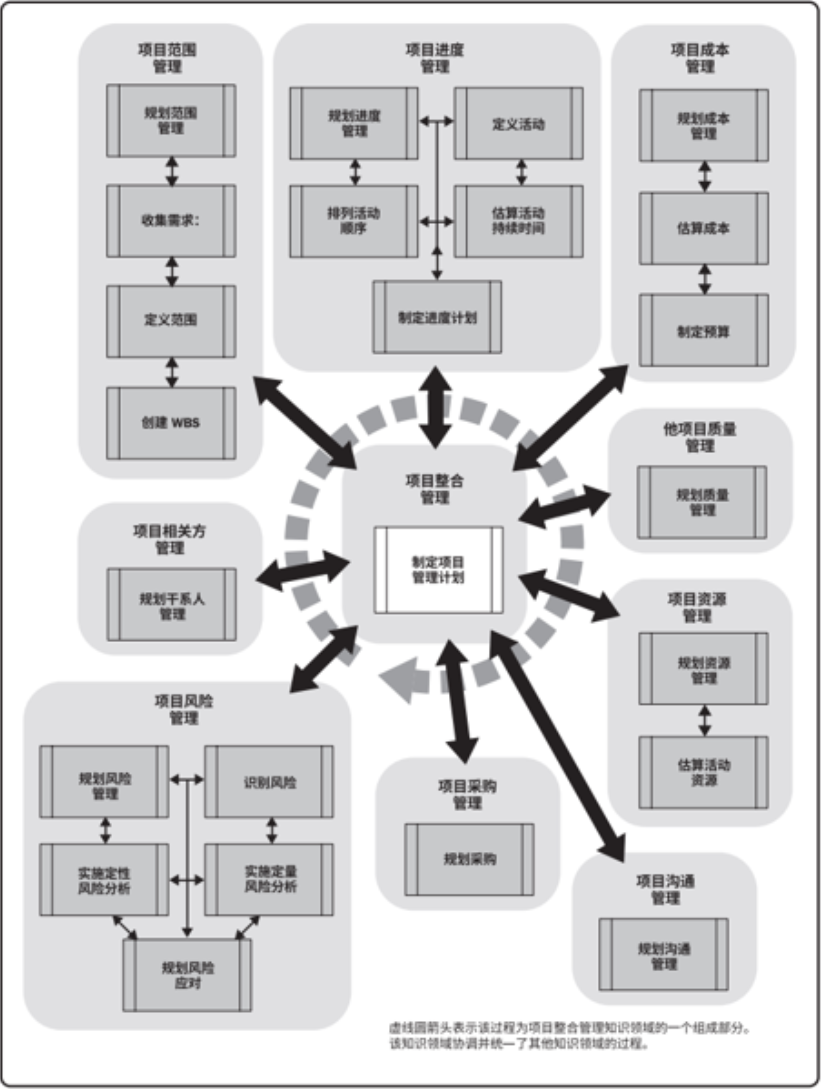 项目范围
管理
规划范围
管理
收集需求：
定义范围
创建 WBS
项目进度
管理
规划进度
管理
定义活动
排列活动
顺序
估算活动
持续时间
制定进度计划
项目成本
管理
规划成本
管理
估算成本
制定预算
项目整合
管理
制定项目
管理计划
他项目质量
管理
规划质量
管理
项目相关方
管理
规划干系人
管理
项目资源
管理
规划资源
管理
估算活动
资源
项目风险
管理
规划风险
管理
识别风险
实施定性
风险分析
实施定量
风险分析
规划风险
应对
项目采购
管理
规划采购
项目沟通
管理
规划沟通
管理
虚线圆箭头表示该过程为项目整合管理知识领域的一个组成部分。
该知识领域协调并统一了其他知识领域的过程。